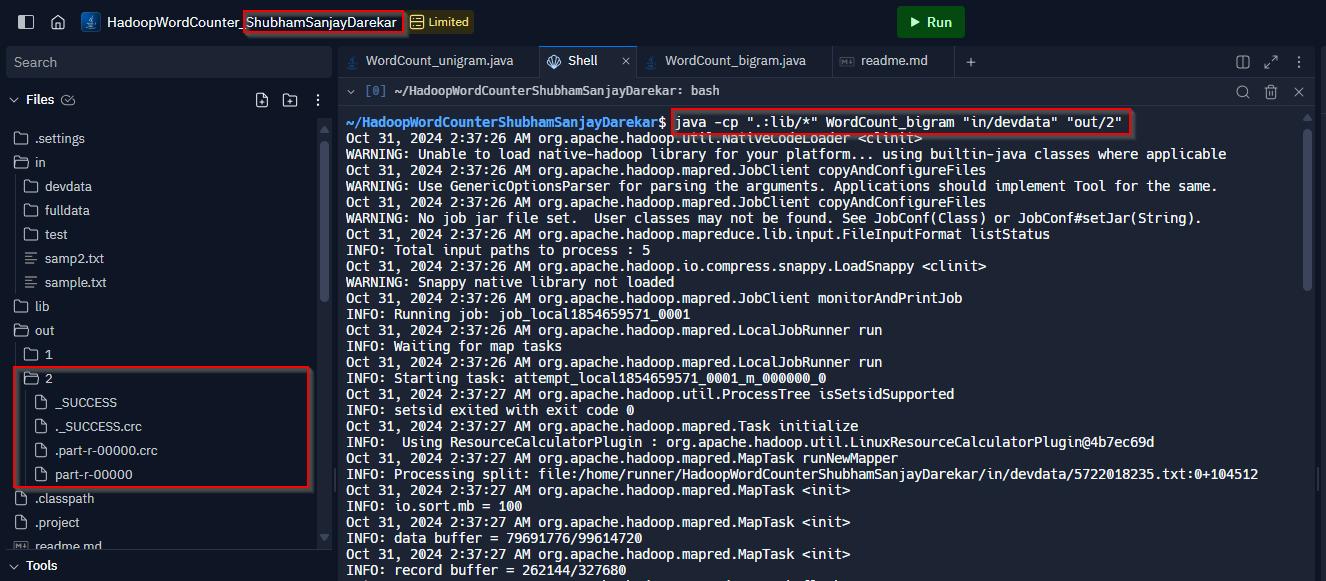 HadoopWordCounter_ShubhamSanjayDarekar Limited
Run
Search
Files
.settings
in
devdata
fulldata
test
samp2.txt
sample.txt
lib
out
1
2
_SUCCESS
._SUCCESS.crc
.part-r-00000.crc
part-r-00000
.classpath
.project
readme.md
Tools
WordCount_unigram.java
Shell
WordCount_bigram.java
readme.md
[0] ~/HadoopWordCounterShubhamSanjayDarekar: bash
~/HadoopWordCounterShubhamSanjayDarekar$ java -cp ".:lib/*" WordCount_bigram "in/devdata" "out/2"
Oct 31, 2024 2:37:26 AM org.apache.hadoop.util.NativeCodeLoader <clinit>
WARNING: Unable to load native-hadoop library for your platform... using builtin-java classes where applicable
Oct 31, 2024 2:37:26 AM org.apache.hadoop.mapred.JobClient copyAndConfigureFiles
WARNING: Use GenericOptionsParser for parsing the arguments. Applications should implement Tool for the same.
Oct 31, 2024 2:37:26 AM org.apache.hadoop.mapred.JobClient copyAndConfigureFiles
WARNING: No job jar file set.  User classes may not be found. See JobConf(Class) or JobConf#setJar(String).
Oct 31, 2024 2:37:26 AM org.apache.hadoop.mapreduce.lib.input.FileInputFormat listStatus
INFO: Total input paths to process : 5
Oct 31, 2024 2:37:26 AM org.apache.hadoop.io.compress.snappy.LoadSnappy <clinit>
WARNING: Snappy native library not loaded
Oct 31, 2024 2:37:26 AM org.apache.hadoop.mapred.JobClient monitorAndPrintJob
INFO: Running job: job_local1854659571_0001
Oct 31, 2024 2:37:26 AM org.apache.hadoop.mapred.LocalJobRunner run
INFO: Waiting for map tasks
Oct 31, 2024 2:37:26 AM org.apache.hadoop.mapred.LocalJobRunner run
INFO: Starting task: attempt_local1854659571_0001_m_000000_0
Oct 31, 2024 2:37:27 AM org.apache.hadoop.util.ProcessTree isSetsidSupported
INFO: setsid exited with exit code 0
Oct 31, 2024 2:37:27 AM org.apache.hadoop.mapred.Task initialize
INFO:  Using ResourceCalculatorPlugin : org.apache.hadoop.util.LinuxResourceCalculatorPlugin@4b7ec69d
Oct 31, 2024 2:37:27 AM org.apache.hadoop.mapred.MapTask runNewMapper
INFO: Processing split: file:/home/runner/HadoopWordCounterShubhamSanjayDarekar/in/devdata/5722018235.txt:0+104512
Oct 31, 2024 2:37:27 AM org.apache.hadoop.mapred.MapTask <init>
INFO: io.sort.mb = 100
Oct 31, 2024 2:37:27 AM org.apache.hadoop.mapred.MapTask <init>
INFO: data buffer = 79691776/99614720
Oct 31, 2024 2:37:27 AM org.apache.hadoop.mapred.MapTask <init>
INFO: record buffer = 262144/327680